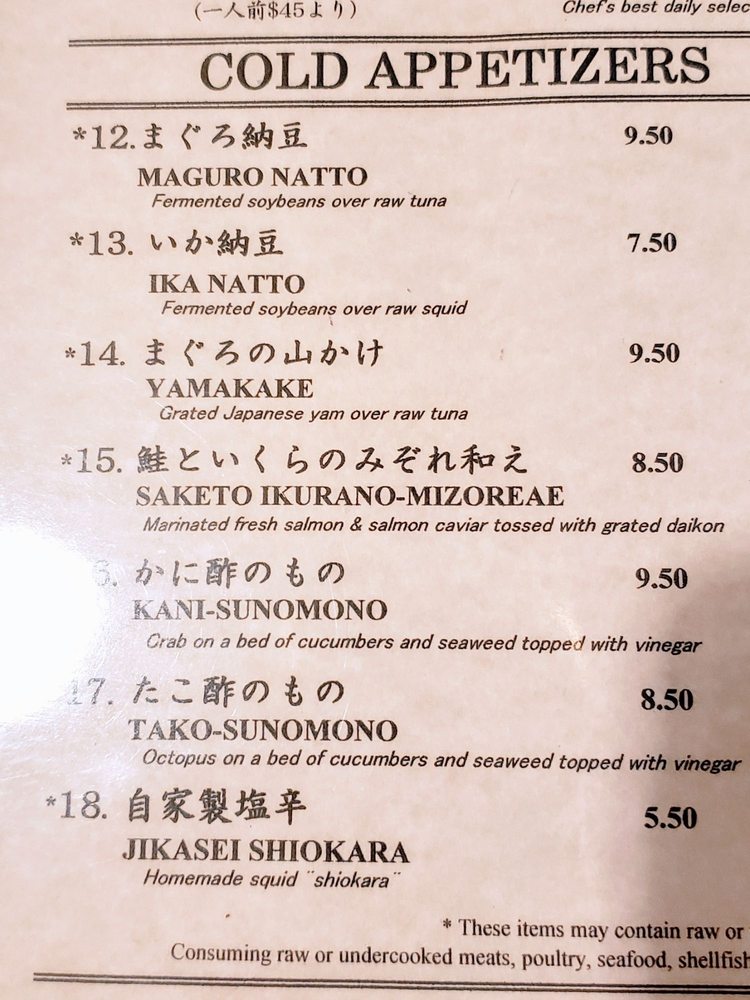 (一人前$45より)
Chef's best daily selec
COLD APPETIZERS
*12.まぐろ納豆 9.50
MAGURO NATTO
Fermented soybeans over raw tuna
*13. いか納豆 7.50
IKA NATTO
Fermented soybeans over raw squid
*14. まぐろの山かけ 9.50
YAMAKAKE
Grated Japanese yam over raw tuna
*15. 鮭といくらのみぞれ和え 8.50
SAKETO IKURANO-MIZOREAE
Marinated fresh salmon & salmon caviar tossed with grated daikon
6. かに酢のもの 9.50
KANI-SUNOMONO
Crab on a bed of cucumbers and seaweed topped with vinegar
17. たこ酢のもの 8.50
TAKO-SUNOMONO
Octopus on a bed of cucumbers and seaweed topped with vinegar
*18. 自家製塩辛 5.50
JIKASEI SHIOKARA
Homemade squid "shiokara"
* These items may contain raw or
Consuming raw or undercooked meats, poultry, seafood, shellfish